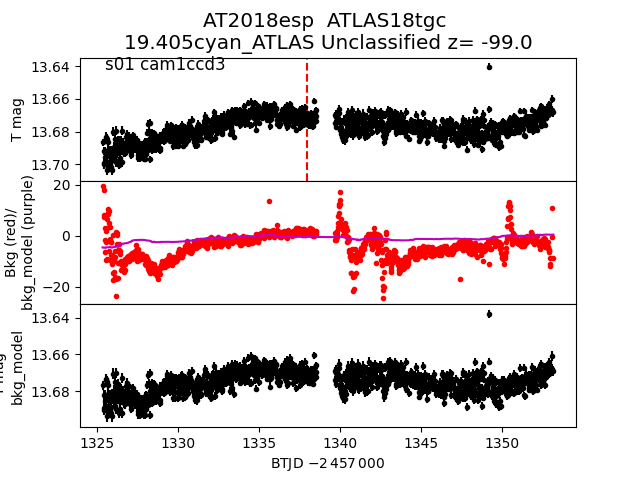 AT2018esp ATLAS18tgc
19.405cyan_ATLAS Unclassified z= -99.0
s01 cam1ccd3
T mag
13.64
13.66
13.68
13.70
Bkg (red)/
bkg_model (purple)
20
0
−20
mag
bkg_model
13.64
13.66
13.68
1325
1330
1335
1340
1345
1350
BTJD −2 457 000